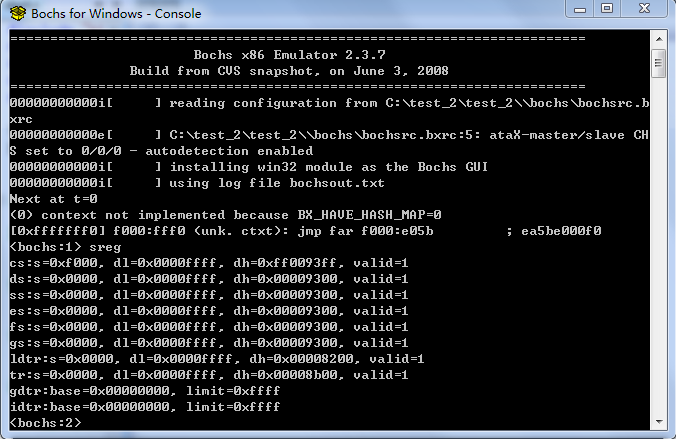 Bochs for Windows - Console
========================================================================
Bochs x86 Emulator 2.3.7
Build from CVS snapshot, on June 3, 2008
========================================================================
00000000000i[     ] reading configuration from C:\test_2\test_2\\bochs\bochsrc.b
xrc
00000000000e[     ] C:\test_2\test_2\\bochs\bochsrc.bxrc:5: ataX-master/slave CH
S set to 0/0/0 - autodetection enabled
00000000000i[     ] installing win32 module as the Bochs GUI
00000000000i[     ] using log file bochsout.txt
Next at t=0
(0) context not implemented because BX_HAVE_HASH_MAP=0
[0xfffffff0] f000:fff0 (unk. ctxt): jmp far f000:e05b          ; ea5be000f0
<bochs:1> sreg
cs:s=0xf000, dl=0x0000ffff, dh=0xff0093ff, valid=1
ds:s=0x0000, dl=0x0000ffff, dh=0x00009300, valid=1
ss:s=0x0000, dl=0x0000ffff, dh=0x00009300, valid=1
es:s=0x0000, dl=0x0000ffff, dh=0x00009300, valid=1
fs:s=0x0000, dl=0x0000ffff, dh=0x00009300, valid=1
gs:s=0x0000, dl=0x0000ffff, dh=0x00009300, valid=1
ldtr:s=0x0000, dl=0x0000ffff, dh=0x00008200, valid=1
tr:s=0x0000, dl=0x0000ffff, dh=0x00008b00, valid=1
gdtr:base=0x00000000, limit=0xffff
idtr:base=0x00000000, limit=0xffff
<bochs:2>